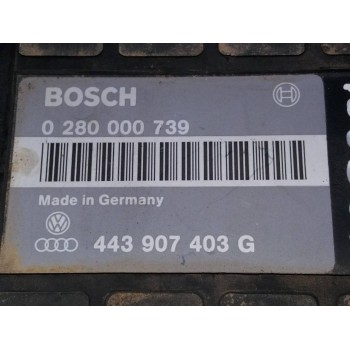 BOSCH
0 280 000 739
Made in Germany
443 907 403 G